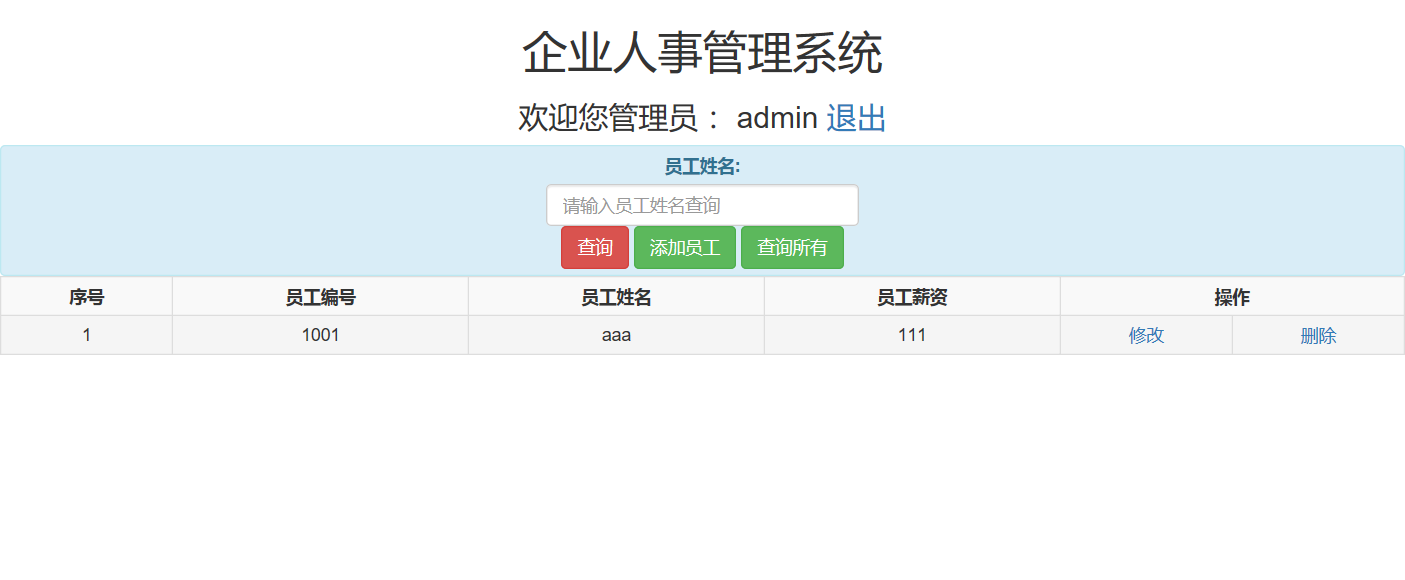 企业人事管理系统
欢迎您管理员 ： admin 退出
员工姓名:
请输入员工姓名查询
查询 添加员工 查询所有
序号 员工编号 员工姓名 员工薪资 操作
1 1001 aaa 111 修改 删除